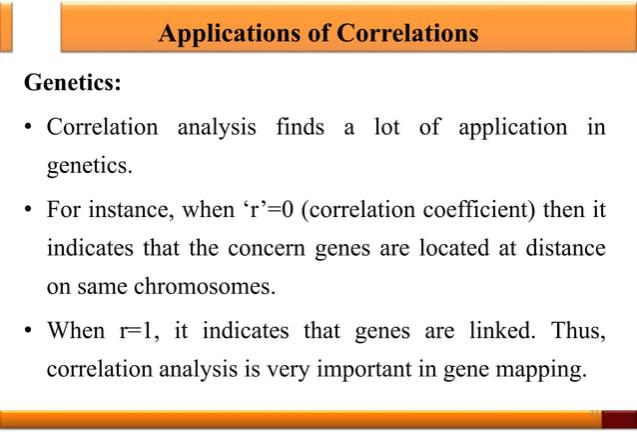 Applications of Correlations
Genetics:
• Correlation analysis finds a lot of application in
genetics.
• For instance, when ‘r’=0 (correlation coefficient) then it
indicates that the concern genes are located at distance
on same chromosomes.
• When r=1, it indicates that genes are linked. Thus,
correlation analysis is very important in gene mapping.